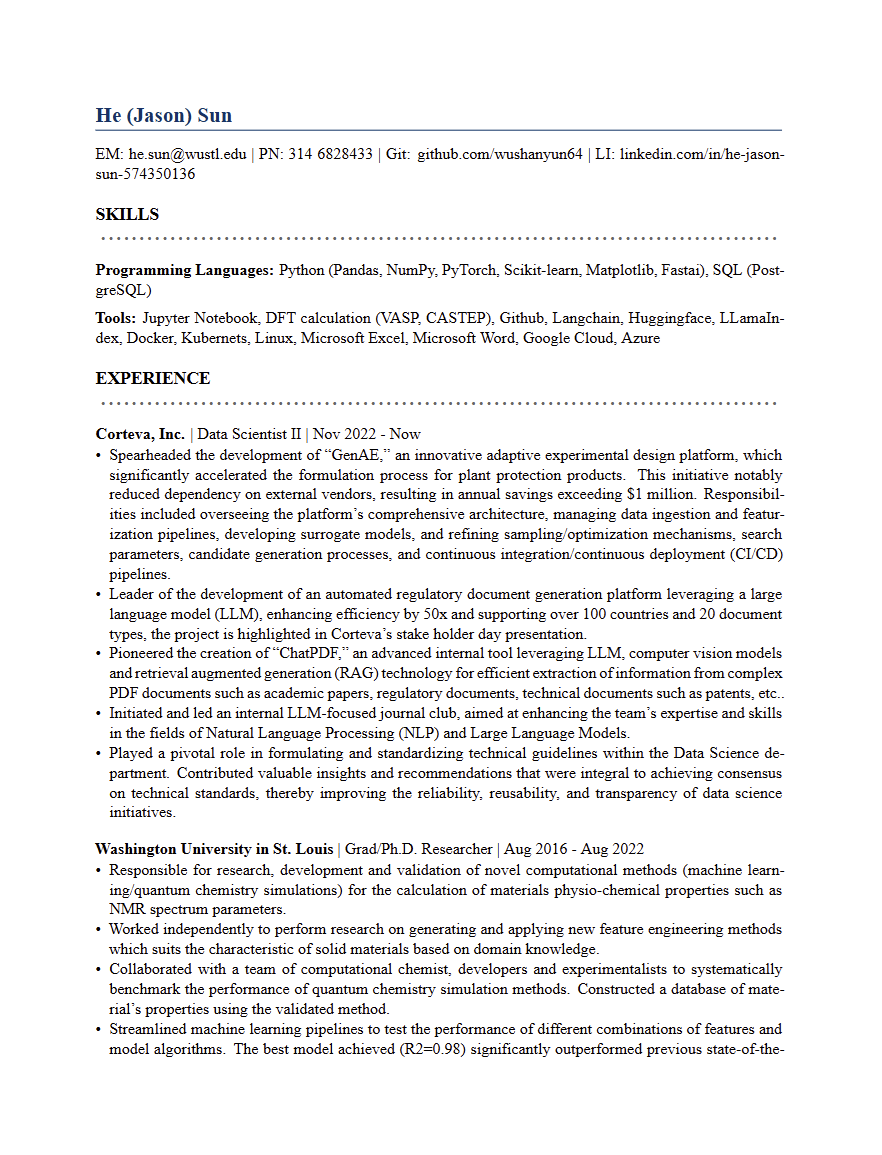 He (Jason) Sun
EM: he.sun@wustl.edu | PN: 314 6828433 | Git: github.com/wushanyun64 | LI: linkedin.com/in/he-jason-
sun-574350136
SKILLS
Programming Languages: Python (Pandas, NumPy, PyTorch, Scikit-learn, Matplotlib, Fastai), SQL (Post-
greSQL)
Tools: Jupyter Notebook, DFT calculation (VASP, CASTEP), Github, Langchain, Huggingface, LLamaIn-
dex, Docker, Kubernets, Linux, Microsoft Excel, Microsoft Word, Google Cloud, Azure
EXPERIENCE
Corteva, Inc. | Data Scientist II | Nov 2022 - Now
• Spearheaded the development of “GenAE,” an innovative adaptive experimental design platform, which
significantly accelerated the formulation process for plant protection products. This initiative notably
reduced dependency on external vendors, resulting in annual savings exceeding $1 million. Responsibil-
ities included overseeing the platform’s comprehensive architecture, managing data ingestion and featur-
ization pipelines, developing surrogate models, and refining sampling/optimization mechanisms, search
parameters, candidate generation processes, and continuous integration/continuous deployment (CI/CD)
pipelines.
• Leader of the development of an automated regulatory document generation platform leveraging a large
language model (LLM), enhancing efficiency by 50x and supporting over 100 countries and 20 document
types, the project is highlighted in Corteva’s stake holder day presentation.
• Pioneered the creation of “ChatPDF,” an advanced internal tool leveraging LLM, computer vision models
and retrieval augmented generation (RAG) technology for efficient extraction of information from complex
PDF documents such as academic papers, regulatory documents, technical documents such as patents, etc..
• Initiated and led an internal LLM-focused journal club, aimed at enhancing the team’s expertise and skills
in the fields of Natural Language Processing (NLP) and Large Language Models.
• Played a pivotal role in formulating and standardizing technical guidelines within the Data Science de-
partment. Contributed valuable insights and recommendations that were integral to achieving consensus
on technical standards, thereby improving the reliability, reusability, and transparency of data science
initiatives.
Washington University in St. Louis | Grad/Ph.D. Researcher | Aug 2016 - Aug 2022
• Responsible for research, development and validation of novel computational methods (machine learn-
ing/quantum chemistry simulations) for the calculation of materials physio-chemical properties such as
NMR spectrum parameters.
• Worked independently to perform research on generating and applying new feature engineering methods
which suits the characteristic of solid materials based on domain knowledge.
• Collaborated with a team of computational chemist, developers and experimentalists to systematically
benchmark the performance of quantum chemistry simulation methods. Constructed a database of mate-
rial’s properties using the validated method.
• Streamlined machine learning pipelines to test the performance of different combinations of features and
model algorithms. The best model achieved (R2=0.98) significantly outperformed previous state-of-the-